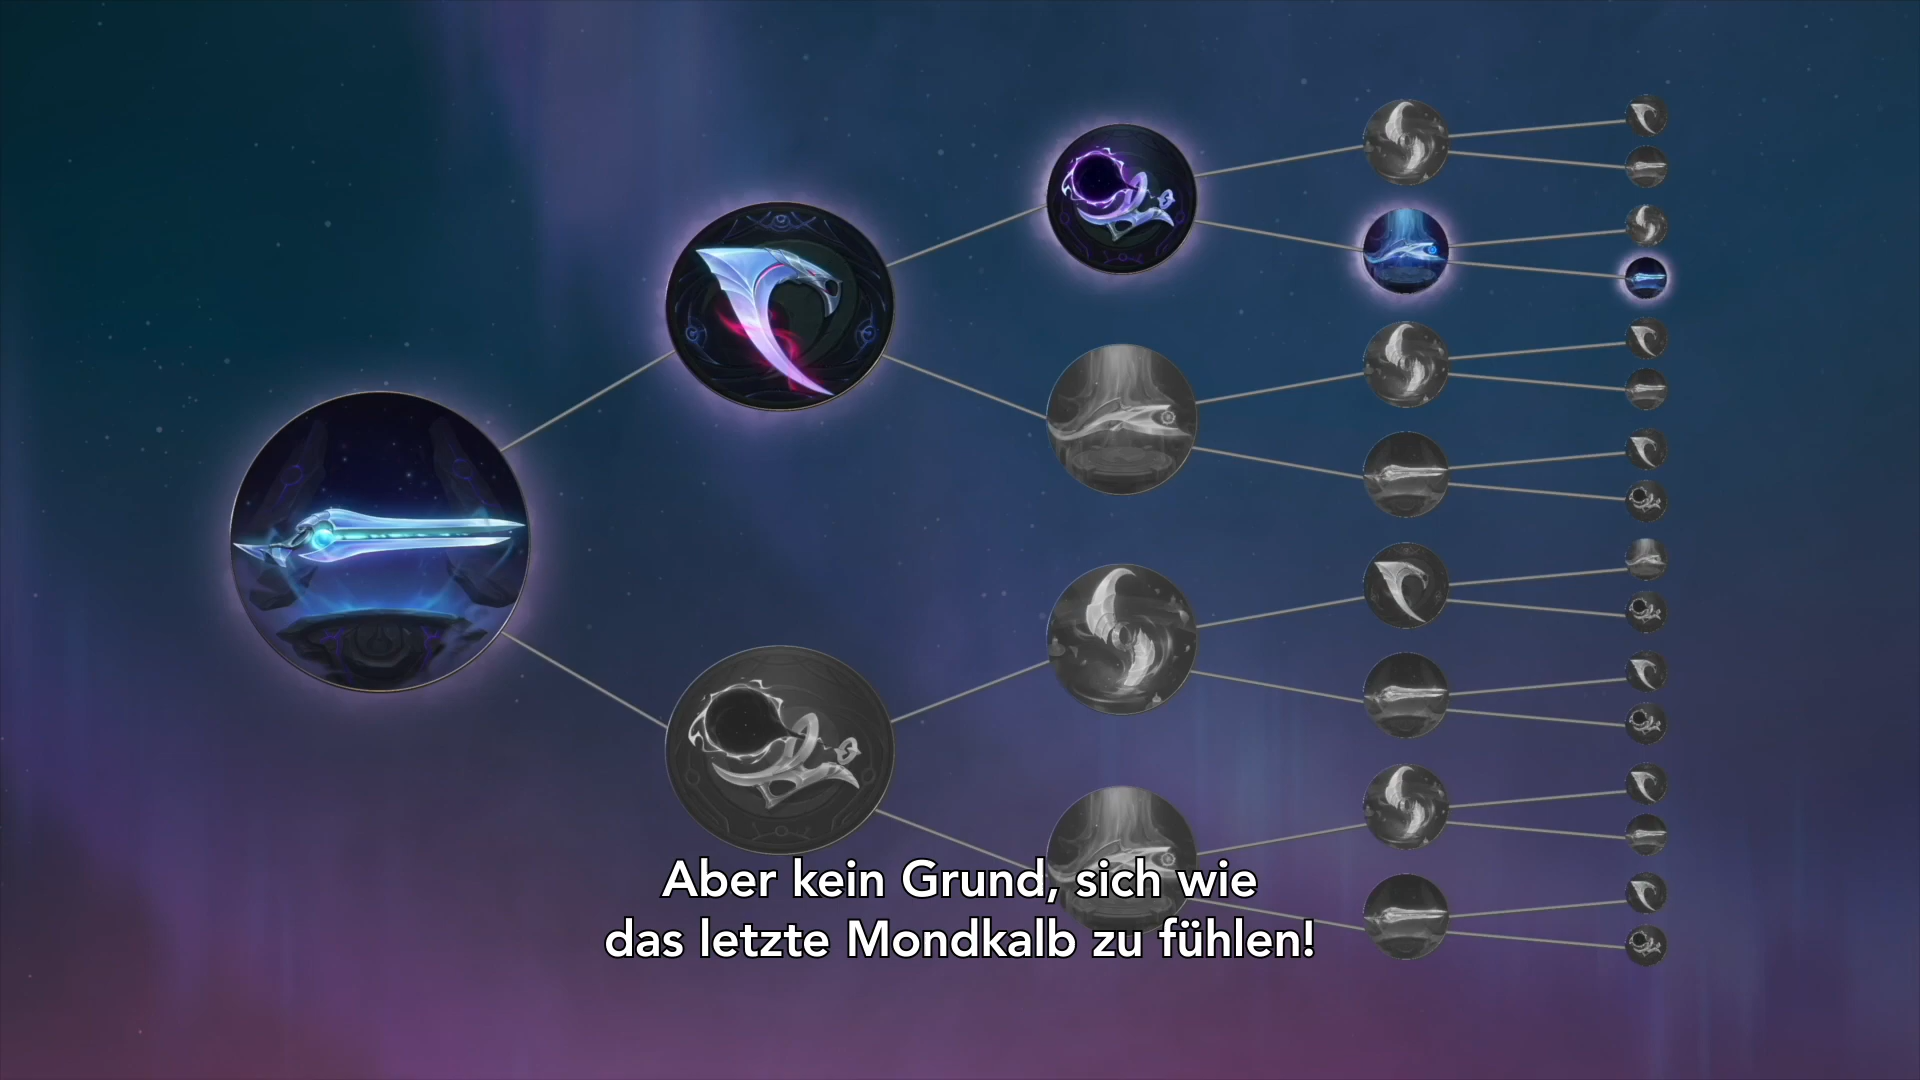 Aber kein Grund, sich wie
das letzte Mondkalb zu fühlen!